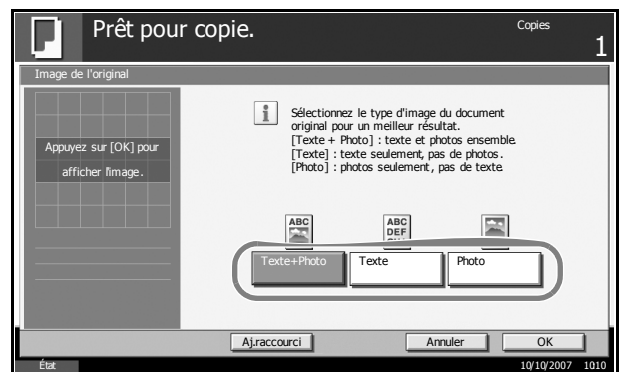 Prêt pour copie.
Copies
1
Image de l'original
Appuyez sur [OK] pour
afficher l'image.
Sélectionnez le type d'image du document
original pour un meilleur résultat.
[Texte + Photo] : texte et photos ensemble
[Texte] : texte seulement, pas de photos.
[Photo] : photos seulement, pas de texte
ABC
ABC
DEF
Texte+Photo
Texte
Photo
Aj.raccourci
Annuler
OK
État
10/10/2007 1010